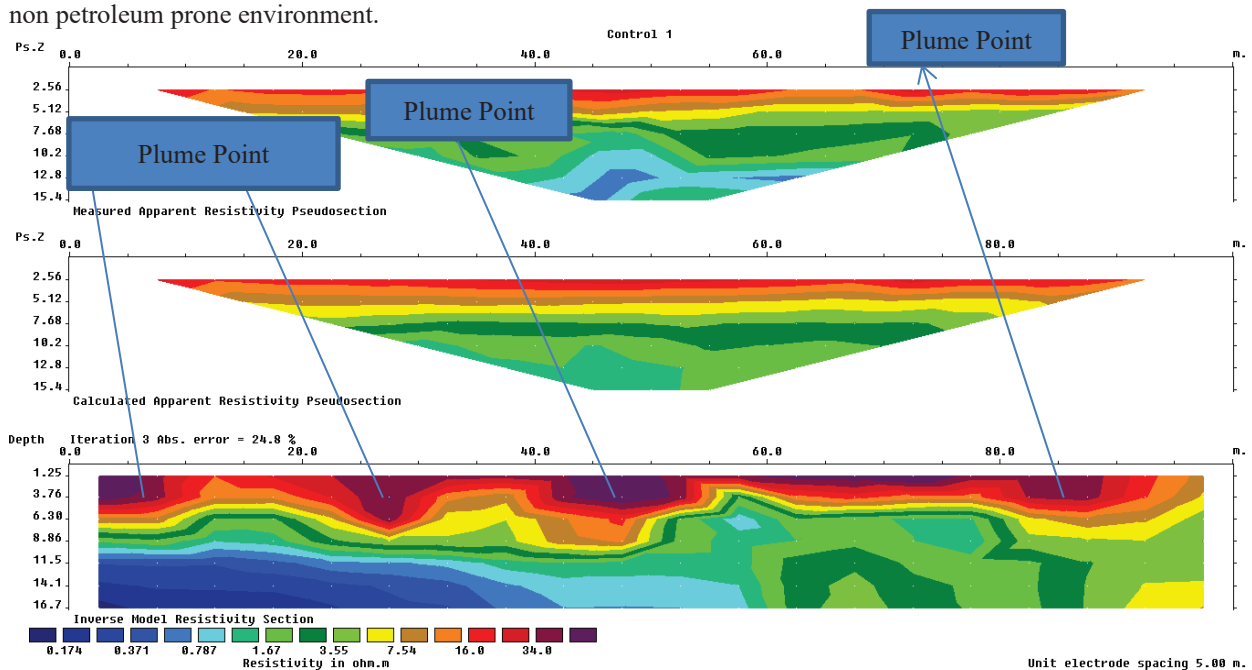 non petroleum prone environment.
Control 1
Plume Point
Plume Point
Plume Point
Ps.Z 0.0 20.0 40.0 60.0 m.
2.56
5.12
7.68
10.2
12.8
15.4
Measured Apparent Resistivity Pseudosection
Ps.Z 0.0 20.0 40.0 60.0 80.0 m.
2.56
5.12
7.68
10.2
12.8
15.4
Calculated Apparent Resistivity Pseudosection
Depth Iteration 3 Abs. error = 24.8 %
0.0 20.0 40.0 60.0 80.0 m.
1.25
3.76
6.30
8.86
11.5
14.1
16.7
Inverse Model Resistivity Section
0.174 0.371 0.787 1.67 3.55 7.54 16.0 34.0
Resistivity in ohm.m
Unit electrode spacing 5.00 m.